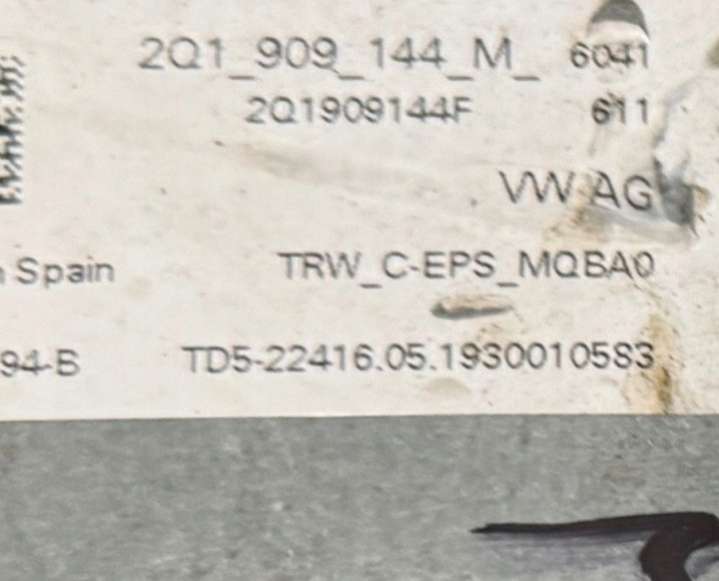 2Q1_909_144_M_ 6041
2Q1909144F 611
VW AG
Spain TRW_C-EPS_MQBA0
94-B TD5-22416.05.1930010583